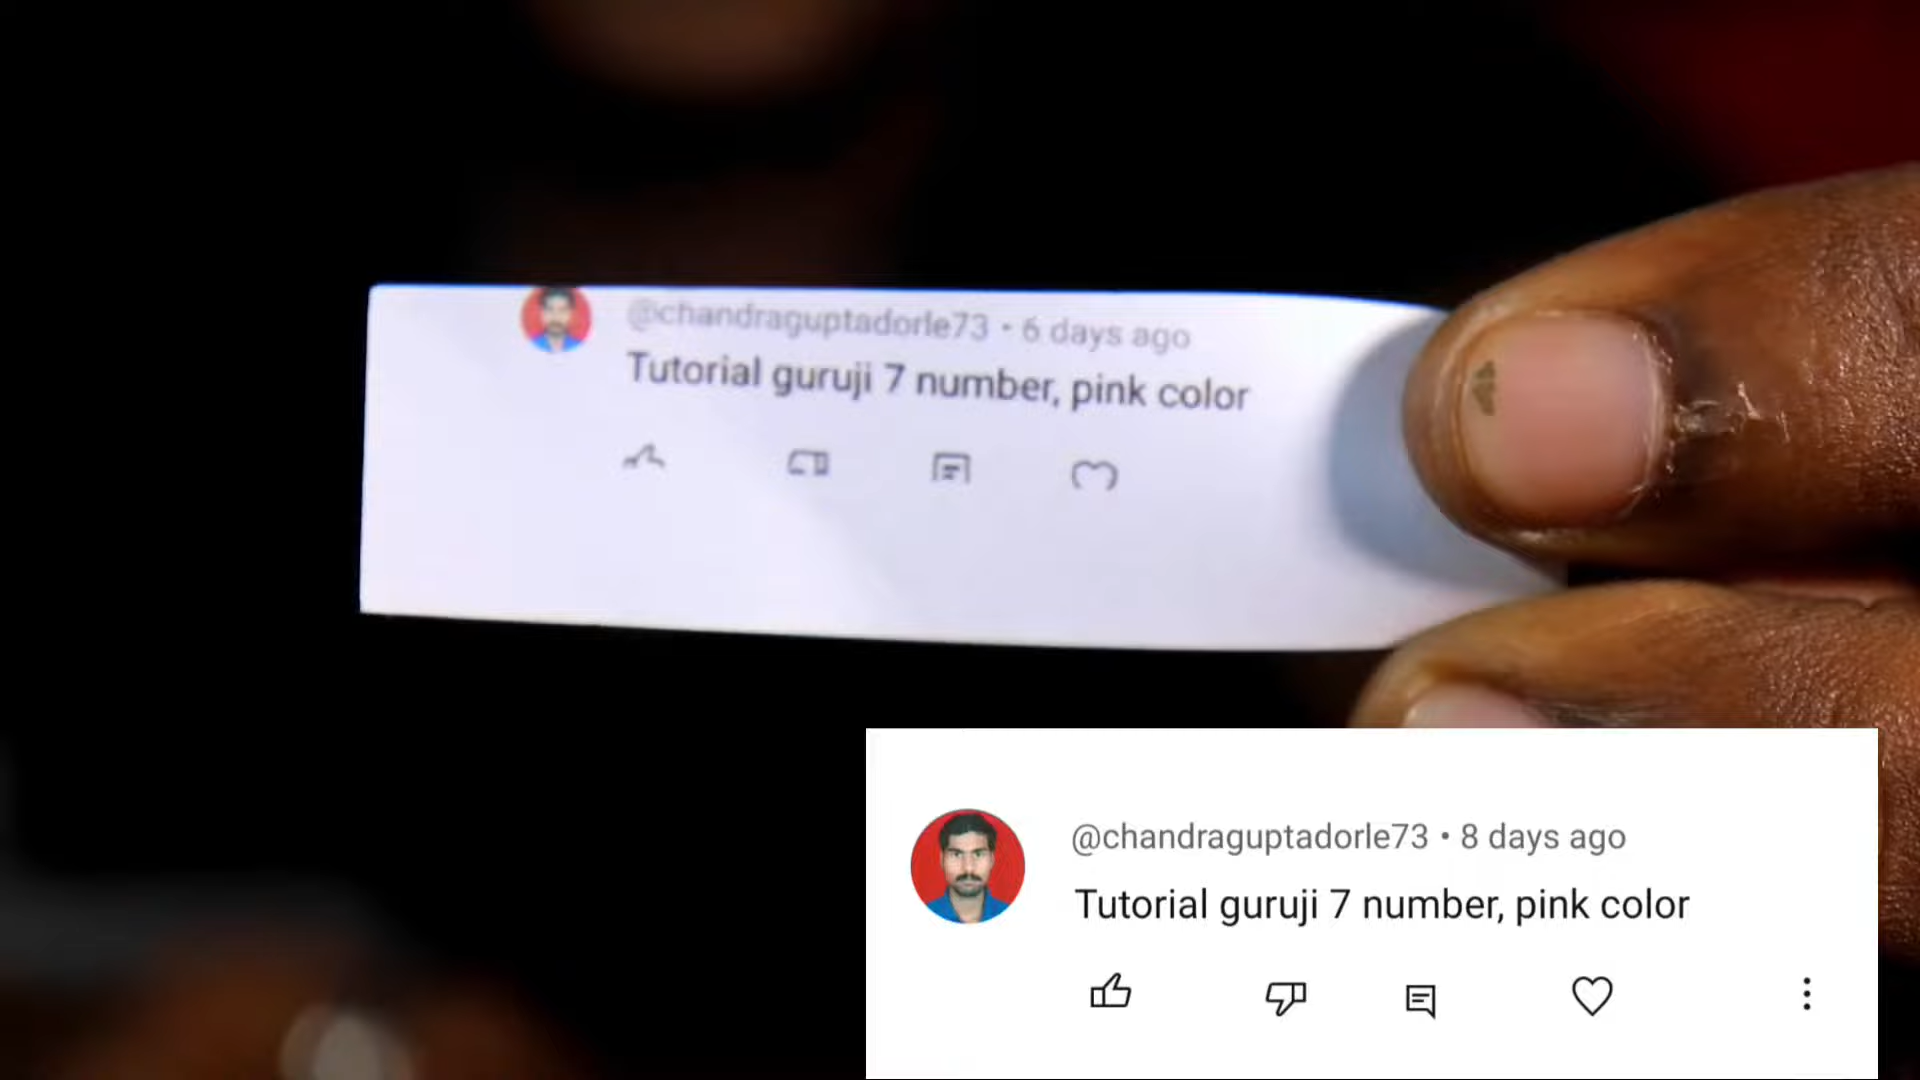 @chandraguptadorle73 • 6 days ago
Tutorial guruji 7 number, pink color
@chandraguptadorle73 • 8 days ago
Tutorial guruji 7 number, pink color